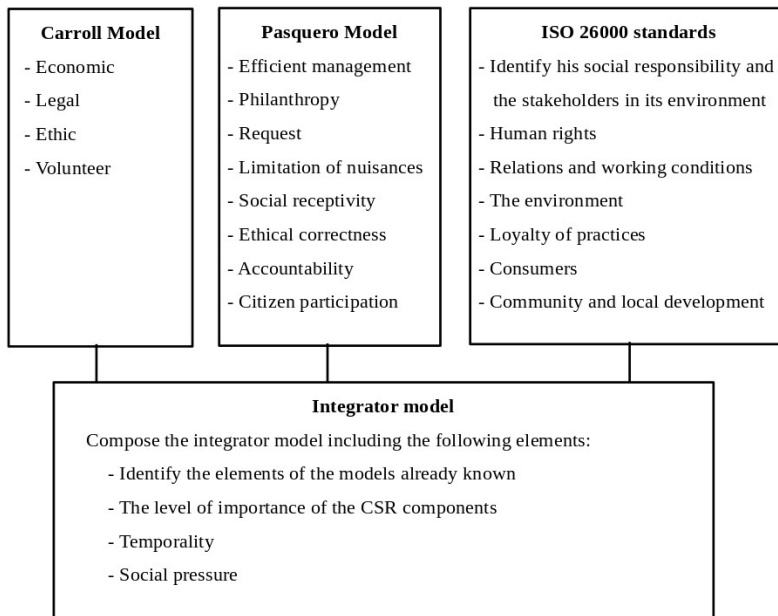 Carroll Model
- Economic
- Legal
- Ethic
- Volunteer
Pasquero Model
- Efficient management
- Philanthropy
- Request
- Limitation of nuisances
- Social receptivity
- Ethical correctness
- Accountability
- Citizen participation
ISO 26000 standards
- Identify his social responsibility and
the stakeholders in its environment
- Human rights
- Relations and working conditions
- The environment
- Loyalty of practices
- Consumers
- Community and local development
Integrator model
Compose the integrator model including the following elements:
- Identify the elements of the models already known
- The level of importance of the CSR components
- Temporality
- Social pressure